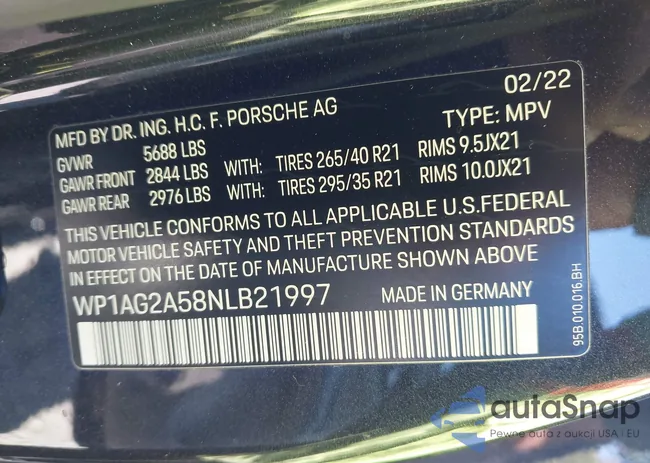 02/22
MFD BY DR. ING. H.C. F. PORSCHE AG TYPE: MPV
GVWR 5688 LBS
GAWR FRONT 2844 LBS WITH: TIRES 265/40 R21 RIMS 9.5JX21
GAWR REAR 2976 LBS WITH: TIRES 295/35 R21 RIMS 10.0JX21
THIS VEHICLE CONFORMS TO ALL APPLICABLE U.S.FEDERAL
MOTOR VEHICLE SAFETY AND THEFT PREVENTION STANDARDS
IN EFFECT ON DATE OF MANUFACTURE SHOWN ABOVE
WP1AG2A58NLB21997 MADE IN GERMANY
95B.010.016.BH
autaSnap
Pewne auta z aukcji USA - EU